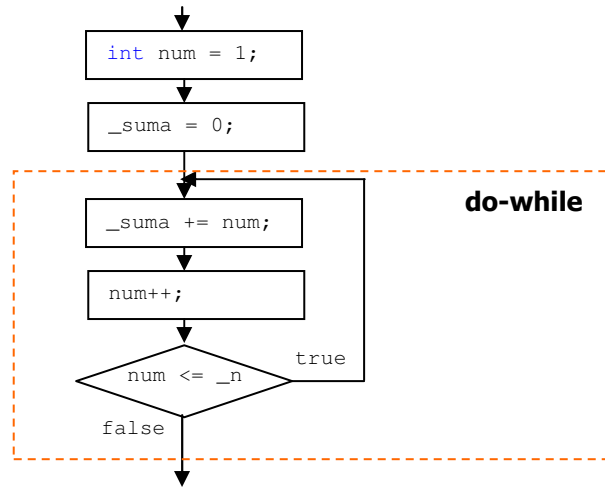 int num = 1;
_suma = 0;
do-while
_suma += num;
num++;
true
num <= _n
false